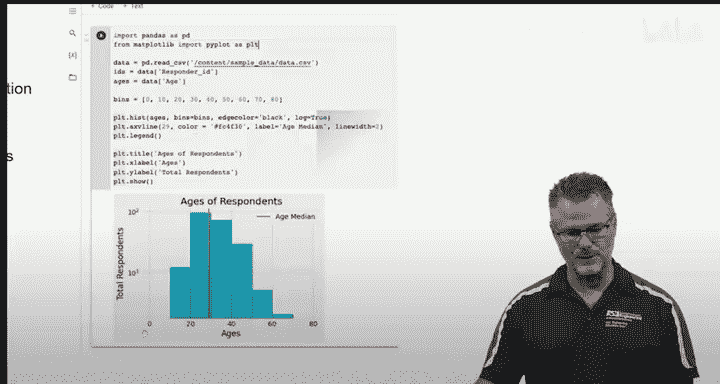 + Code + Text
tion
s
import pandas as pd
from matplotlib import pyplot as plt
data = pd.read_csv('/content/sample_data/data.csv')
ids = data['Responder_id']
ages = data['Age']
bins = [0, 10, 20, 30, 40, 50, 60, 70, 80]
plt.hist(ages, bins=bins, edgecolor='black', log=True)
plt.axvline(29, color = '#fc4f30', label='Age Median', linewidth=2)
plt.legend()
plt.title('Ages of Respondents')
plt.xlabel('Ages')
plt.ylabel('Total Respondents')
plt.show()
Ages of Respondents
Age Median
Total Respondents
10²
10¹
0 20 40 60 80
Ages